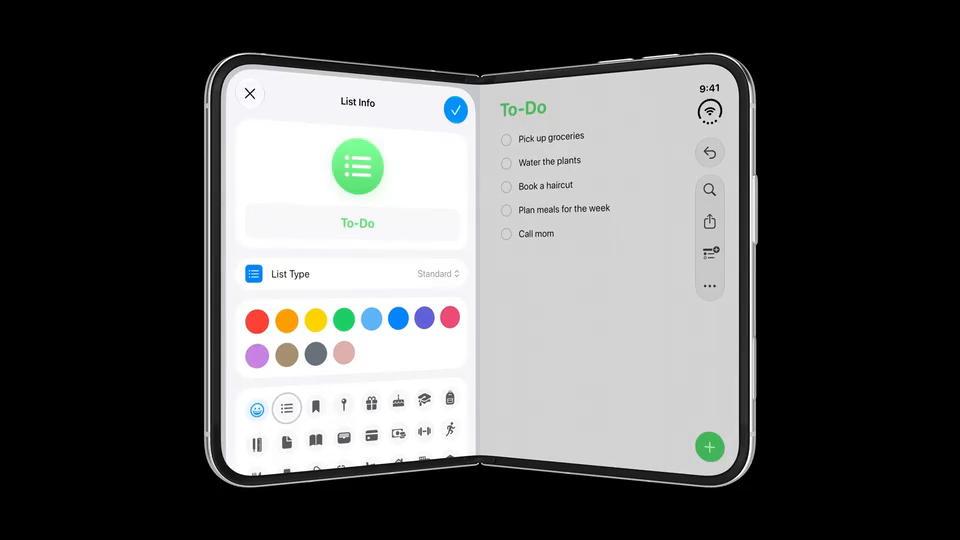 List Info
To-Do
List Type
Standard
9:41
To-Do
Pick up groceries
Water the plants
Book a haircut
Plan meals for the week
Call mom